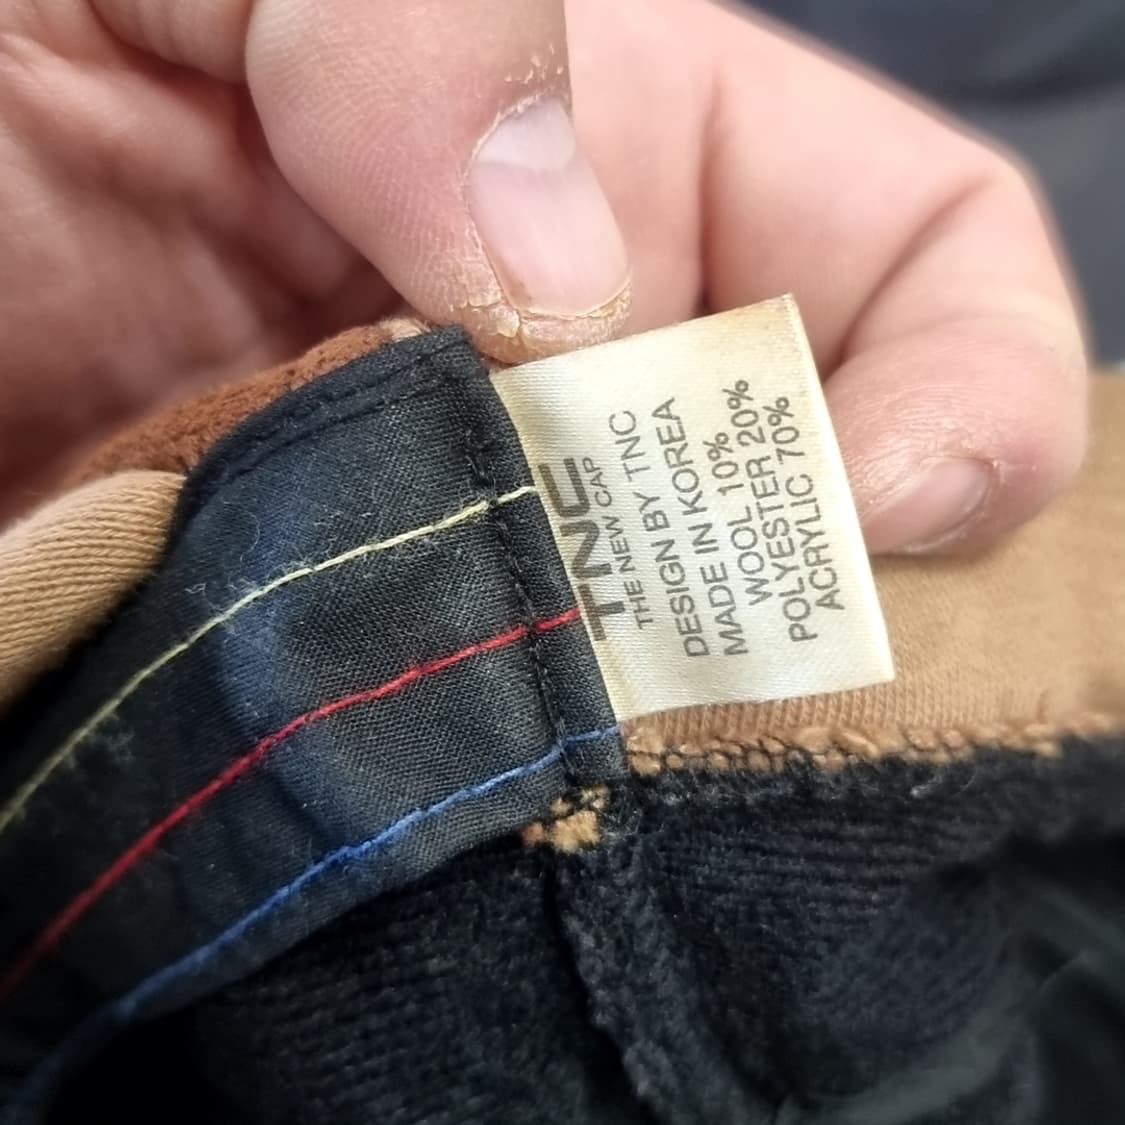 TNC
THE NEW CAP
DESIGN BY TNC
MADE IN KOREA
WOOL 10%
POLYESTER 20%
ACRYLIC 70%